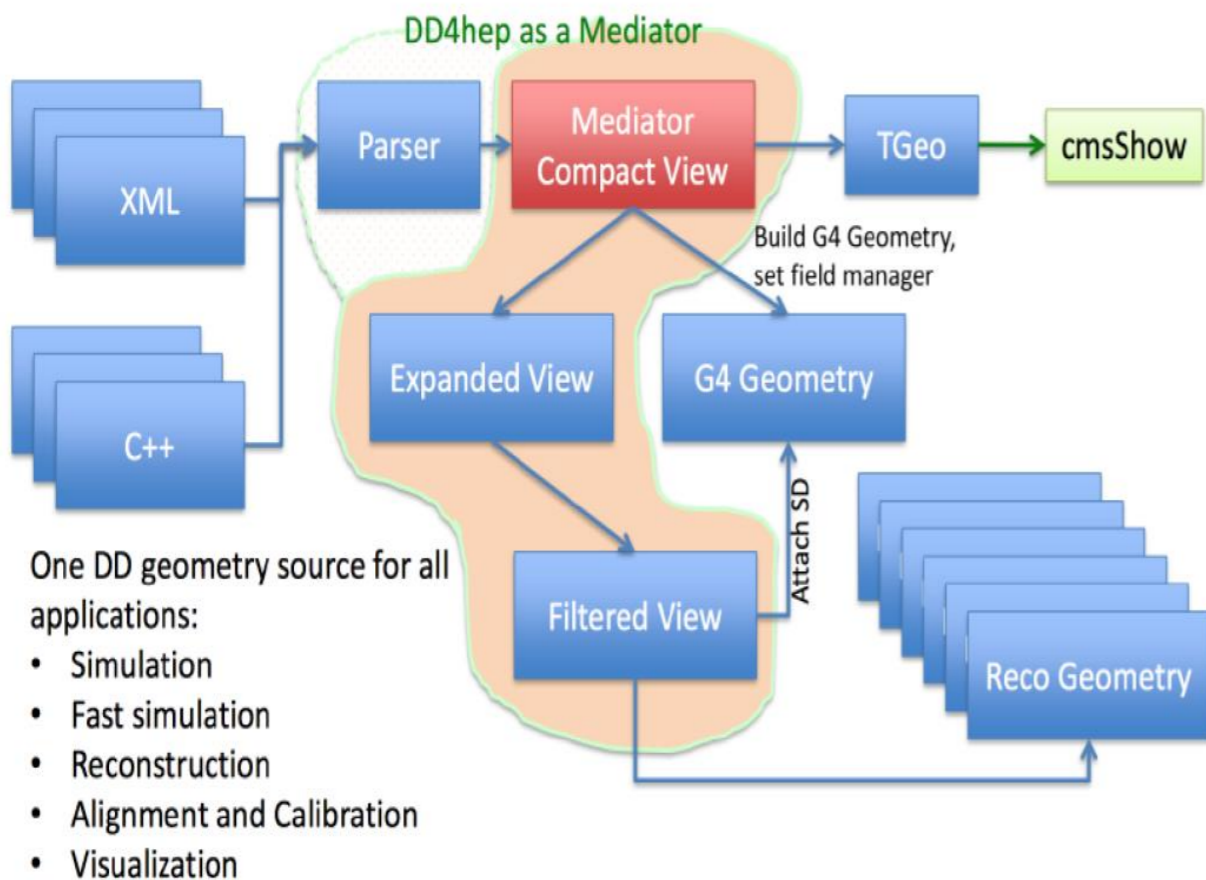 DD4hep as a Mediator
XML
Parser
Mediator
Compact View
TGeo
cmsShow
Build G4 Geometry,
set field manager
C++
Expanded View
G4 Geometry
Attach SD
Filtered View
Reco Geometry
One DD geometry source for all
applications:
• Simulation
• Fast simulation
• Reconstruction
• Alignment and Calibration
• Visualization